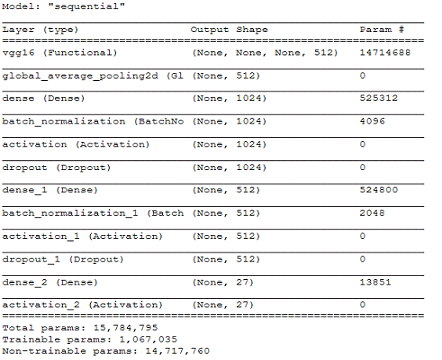 Model: "sequential"
Layer (type) Output Shape Param #
vgg16 (Functional) (None, None, None, 512) 14714688
global_average_pooling2d (Gl (None, 512) 0
dense (Dense) (None, 1024) 525312
batch_normalization (BatchNo (None, 1024) 4096
activation (Activation) (None, 1024) 0
dropout (Dropout) (None, 1024) 0
dense_1 (Dense) (None, 512) 524800
batch_normalization_1 (Batch (None, 512) 2048
activation_1 (Activation) (None, 512) 0
dropout_1 (Dropout) (None, 512) 0
dense_2 (Dense) (None, 27) 13851
activation_2 (Activation) (None, 27) 0
Total params: 15,784,795
Trainable params: 1,067,035
Non-trainable params: 14,717,760